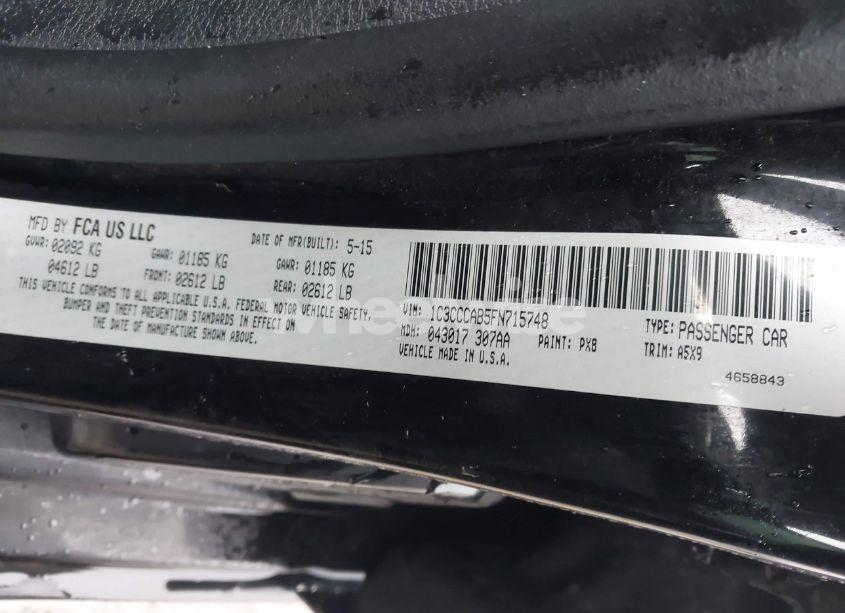 MFD BY FCA US LLC
DATE OF MFR(BUILT): 5-15
GVWR: 02092 KG GAWR: 01185 KG GAWR: 01185 KG
04612 LB FRONT: 02612 LB REAR: 02612 LB
THIS VEHICLE CONFORMS TO ALL APPLICABLE U.S.A. FEDERAL MOTOR VEHICLE SAFETY,
BUMPER AND THEFT PREVENTION STANDARDS IN EFFECT ON
THE DATE OF MANUFACTURE SHOWN ABOVE.
VIN: 1C3CCCAB5FN715748 TYPE: PASSENGER CAR
MDH: 043017 307AA PAINT: PX8 TRIM: A5X9
VEHICLE MADE IN U.S.A.
4658843